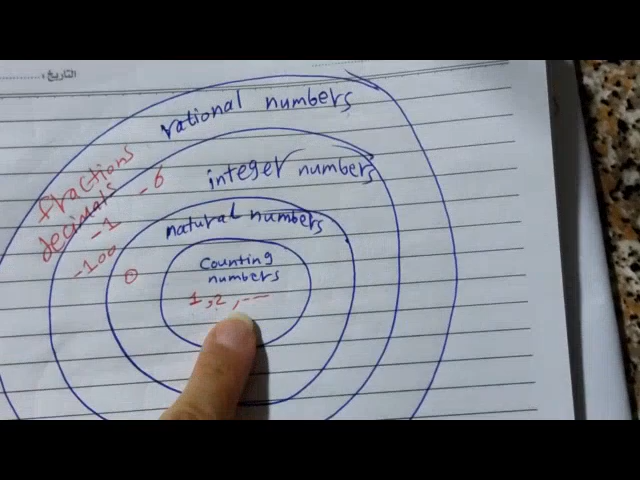 التاريخ:
rational numbers
fractions
decimals
integer numbers
-6
-1
-100
natural numbers
0
Counting
numbers
1,2,---